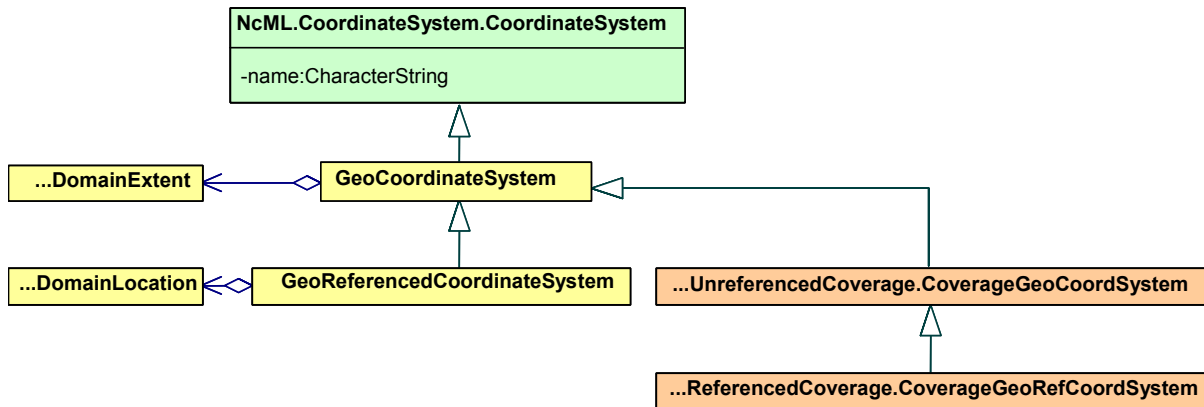 NcML.CoordinateSystem.CoordinateSystem
-name:CharacterString
...DomainExtent
GeoCoordinateSystem
...DomainLocation
GeoReferencedCoordinateSystem
...UnreferencedCoverage.CoverageGeoCoordSystem
...ReferencedCoverage.CoverageGeoRefCoordSystem